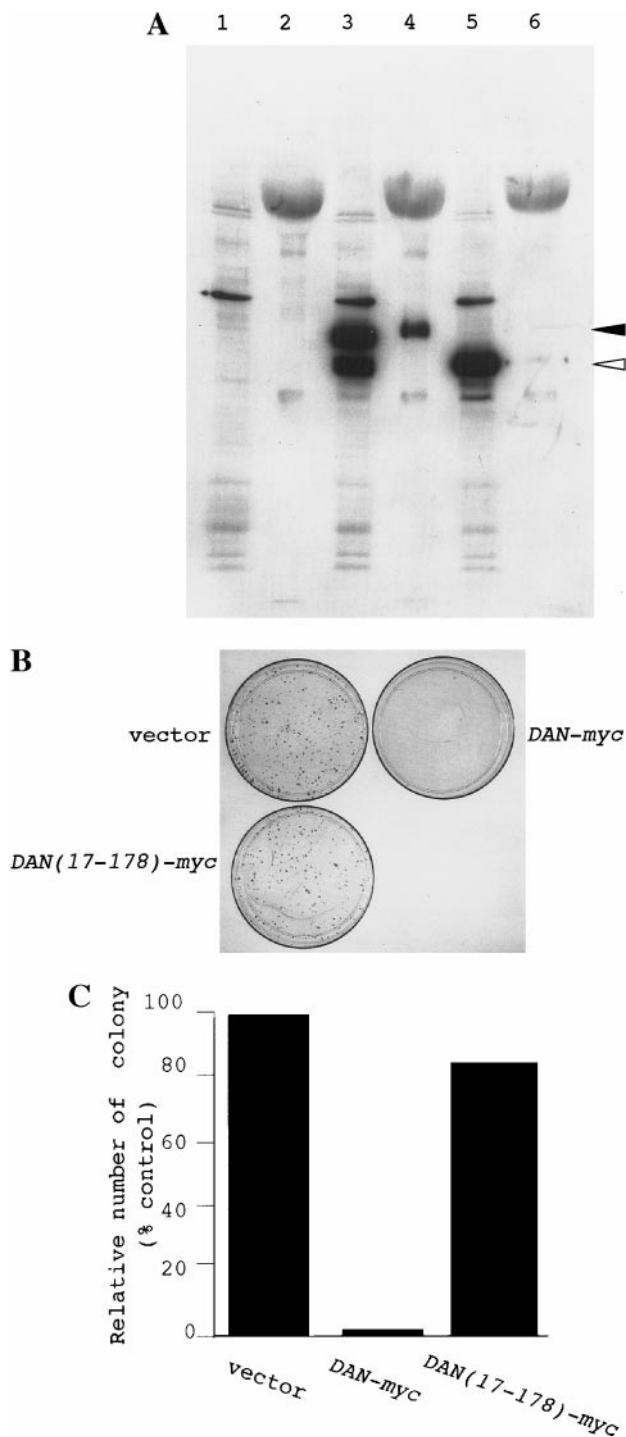 A 1 2 3 4 5 6
B
vector
DAN-myc
DAN(17-178)-myc
C
Relative number of colony
(% control)
100
80
60
40
20
0
vector
DAN-myc
DAN(17-178)-myc